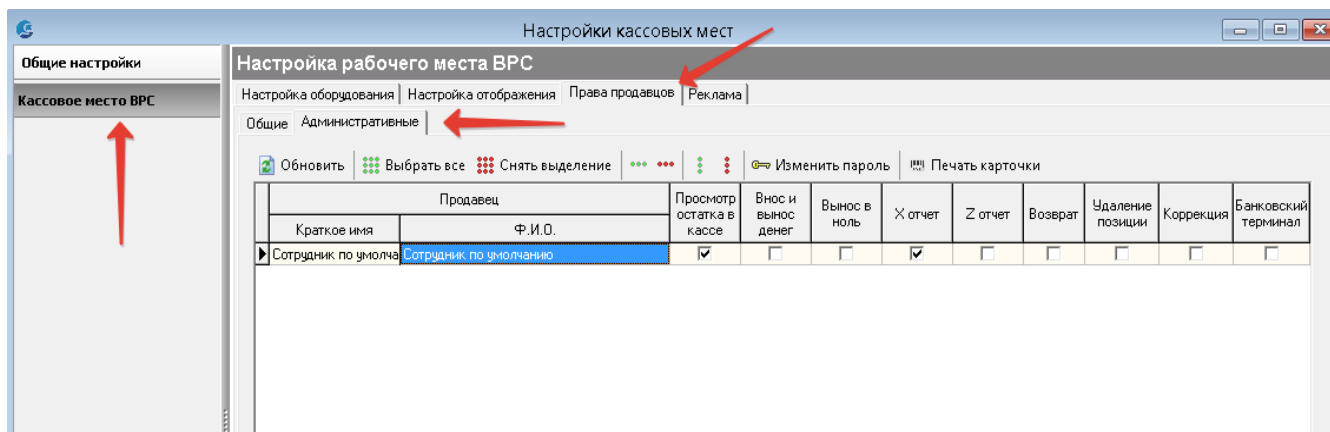 Настройки кассовых мест
Общие настройки
Кассовое место ВРС
Настройка рабочего места ВРС
Настройка оборудования Настройка отображения Права продавцов Реклама
Общие Административные
Обновить Выбрать все Снять выделение Изменить пароль Печать карточки
Продавец
Краткое имя Ф.И.О.
Просмотр остатка в кассе
Внос и вынос денег
Вынос в ноль
X отчет
Z отчет
Возврат
Удаление позиции
Коррекция
Банковский терминал
Сотрудник по умолча Сотрудник по умолчанию